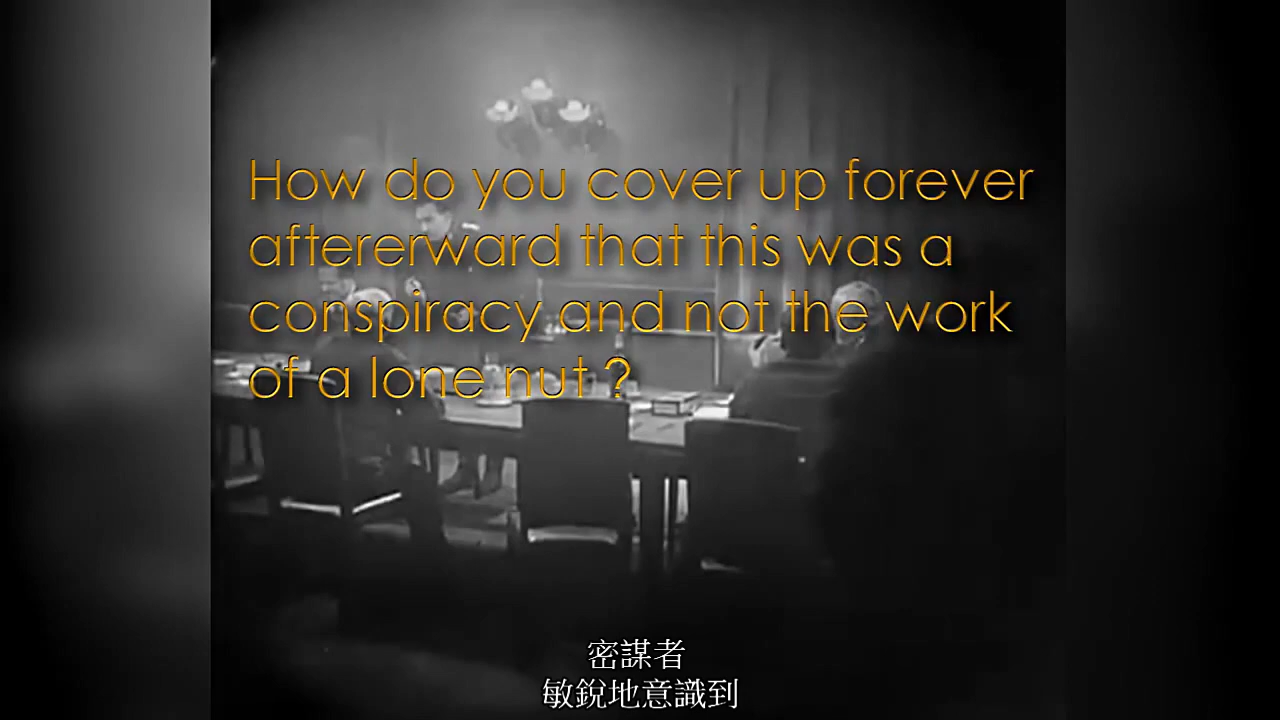 How do you cover up forever
aftererward that this was a
conspiracy and not the work
of a lone nut ?
密謀者
敏銳地意識到